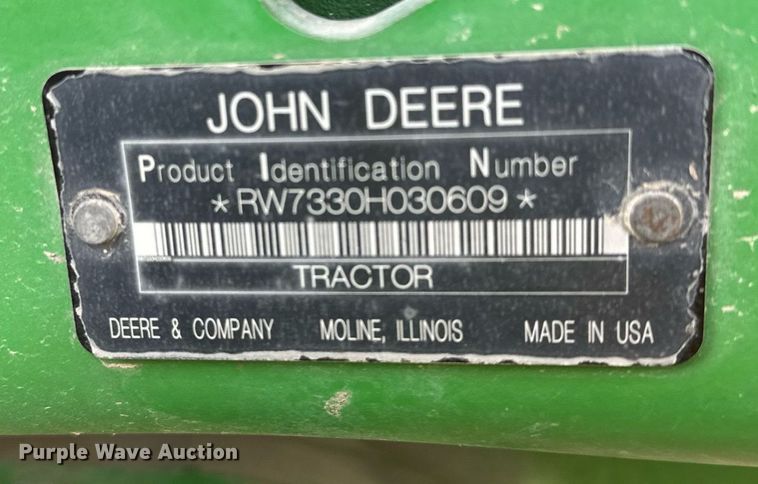 JOHN DEERE
Product Identification Number
*RW7330H030609*
TRACTOR
DEERE & COMPANY MOLINE, ILLINOIS MADE IN USA
Purple Wave Auction